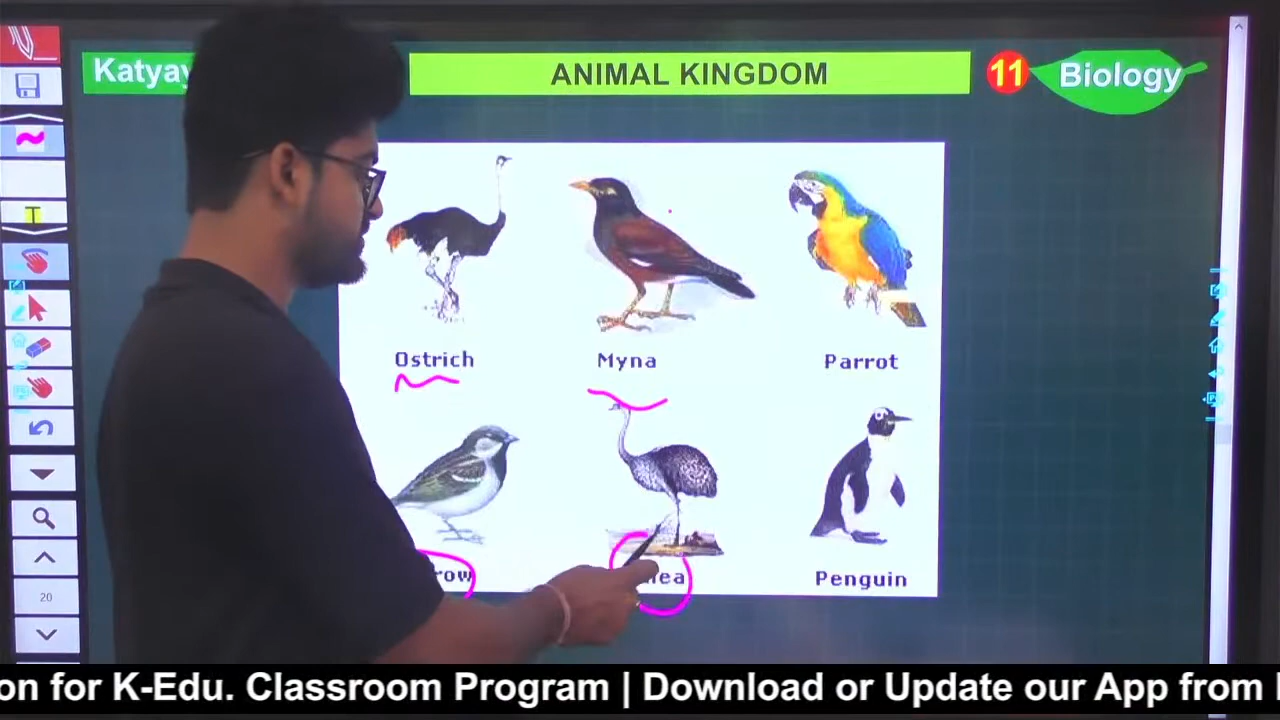 ANIMAL KINGDOM
11 Biology
T
Ostrich Myna Parrot
Penguin
20
on for K-Edu. Classroom Program | Download or Update our App from